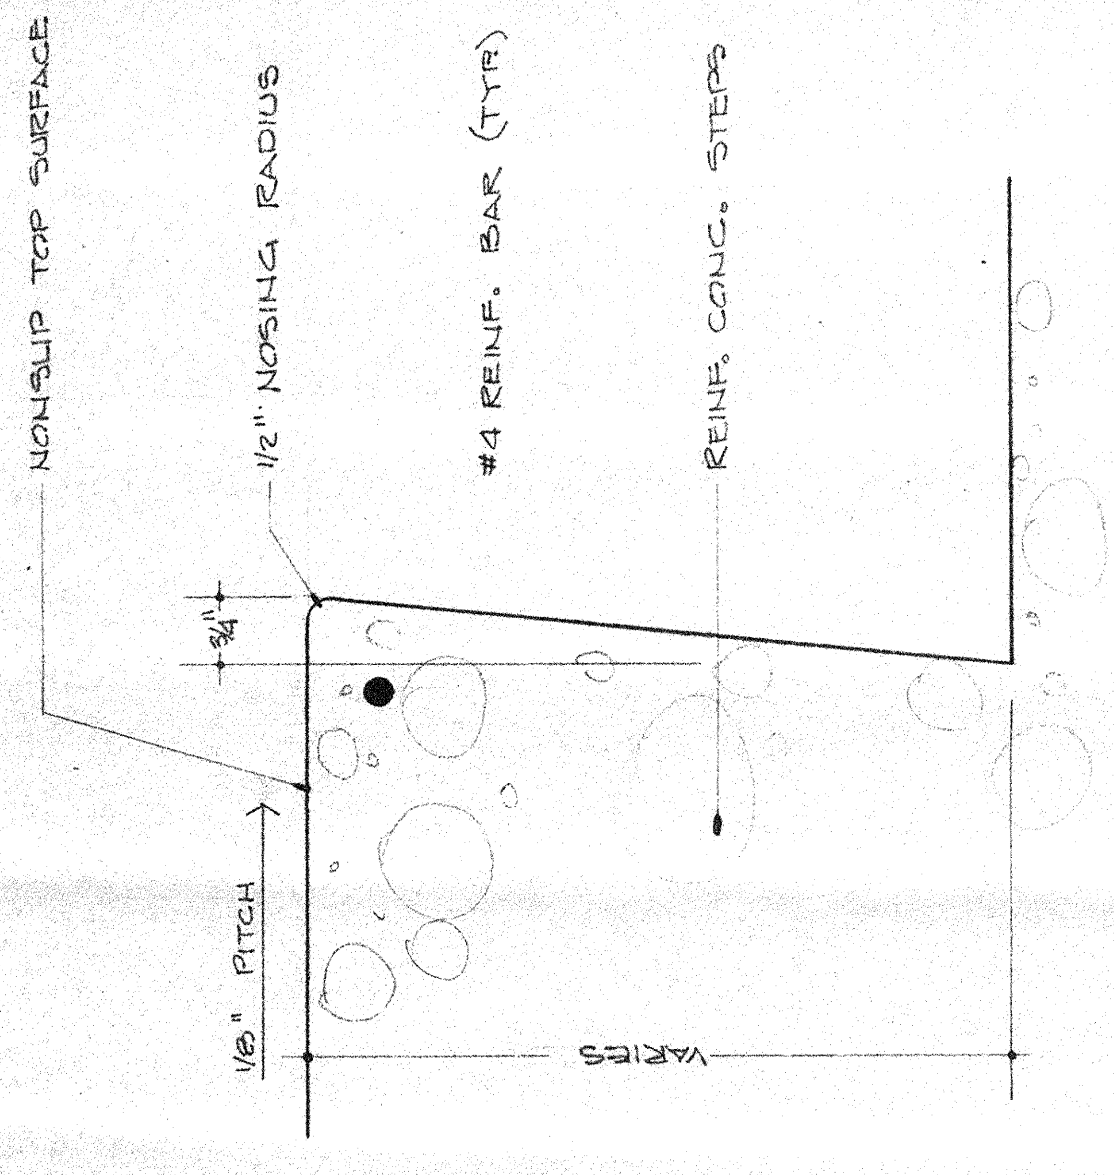 NONSLIP TOP SURFACE
1/2" NOSING RADIUS
#4 REINF. BAR (TYP.)
REINF. CONC. STEPS
3/4"
1/8" PITCH
VARIES